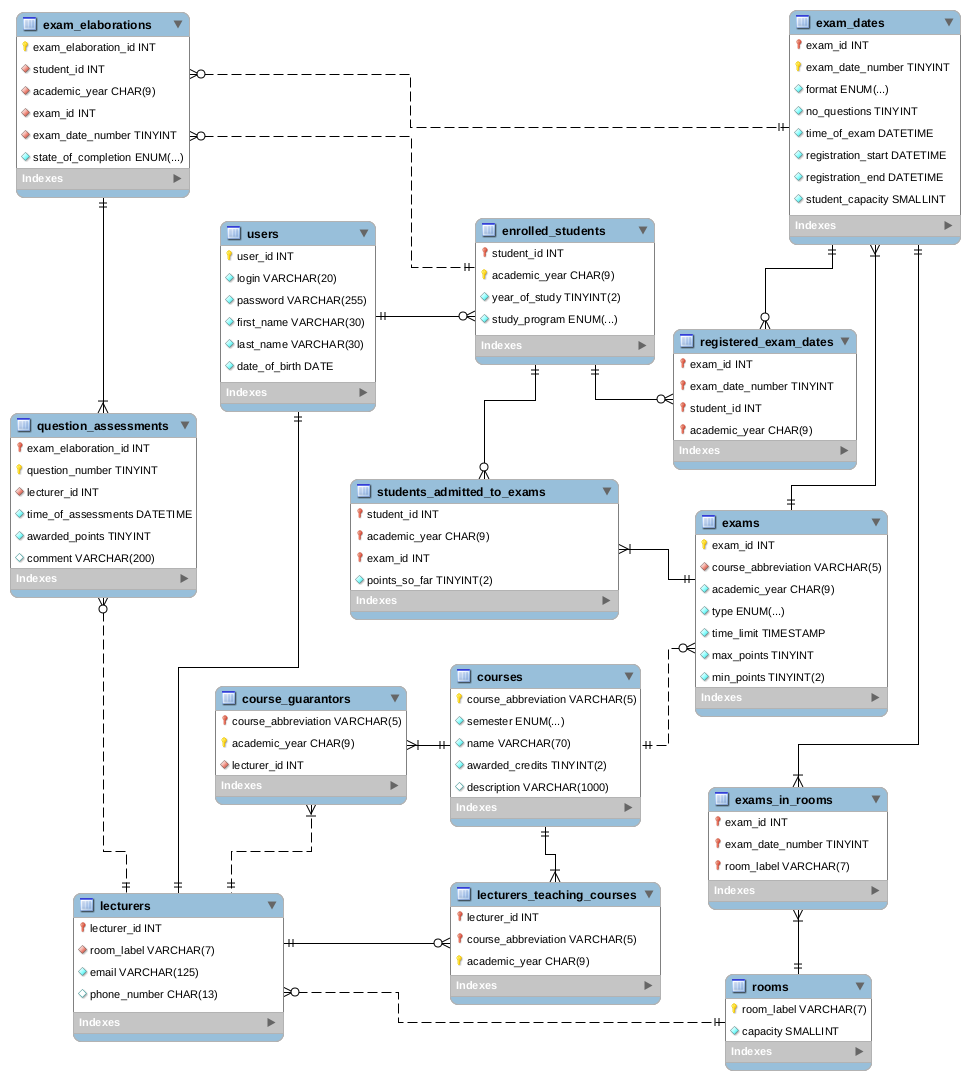 exam_elaborations
exam_elaboration_id INT
student_id INT
academic_year CHAR(9)
exam_id INT
exam_date_number TINYINT
state_of_completion ENUM(...)
Indexes
exam_dates
exam_id INT
exam_date_number TINYINT
format ENUM(...)
no_questions TINYINT
time_of_exam DATETIME
registration_start DATETIME
registration_end DATETIME
student_capacity SMALLINT
Indexes
users
user_id INT
login VARCHAR(20)
password VARCHAR(255)
first_name VARCHAR(30)
last_name VARCHAR(30)
date_of_birth DATE
Indexes
enrolled_students
student_id INT
academic_year CHAR(9)
year_of_study TINYINT(2)
study_program ENUM(...)
Indexes
registered_exam_dates
exam_id INT
exam_date_number TINYINT
student_id INT
academic_year CHAR(9)
Indexes
question_assessments
exam_elaboration_id INT
question_number TINYINT
lecturer_id INT
time_of_assessments DATETIME
awarded_points TINYINT
comment VARCHAR(200)
Indexes
students_admitted_to_exams
student_id INT
academic_year CHAR(9)
exam_id INT
points_so_far TINYINT(2)
Indexes
exams
exam_id INT
course_abbreviation VARCHAR(5)
academic_year CHAR(9)
type ENUM(...)
time_limit TIMESTAMP
max_points TINYINT
min_points TINYINT(2)
Indexes
course_guarantors
course_abbreviation VARCHAR(5)
academic_year CHAR(9)
lecturer_id INT
Indexes
courses
course_abbreviation VARCHAR(5)
semester ENUM(...)
name VARCHAR(70)
awarded_credits TINYINT(2)
description VARCHAR(1000)
Indexes
exams_in_rooms
exam_id INT
exam_date_number TINYINT
room_label VARCHAR(7)
Indexes
lecturers
lecturer_id INT
room_label VARCHAR(7)
email VARCHAR(125)
phone_number CHAR(13)
Indexes
lecturers_teaching_courses
lecturer_id INT
course_abbreviation VARCHAR(5)
academic_year CHAR(9)
Indexes
rooms
room_label VARCHAR(7)
capacity SMALLINT
Indexes